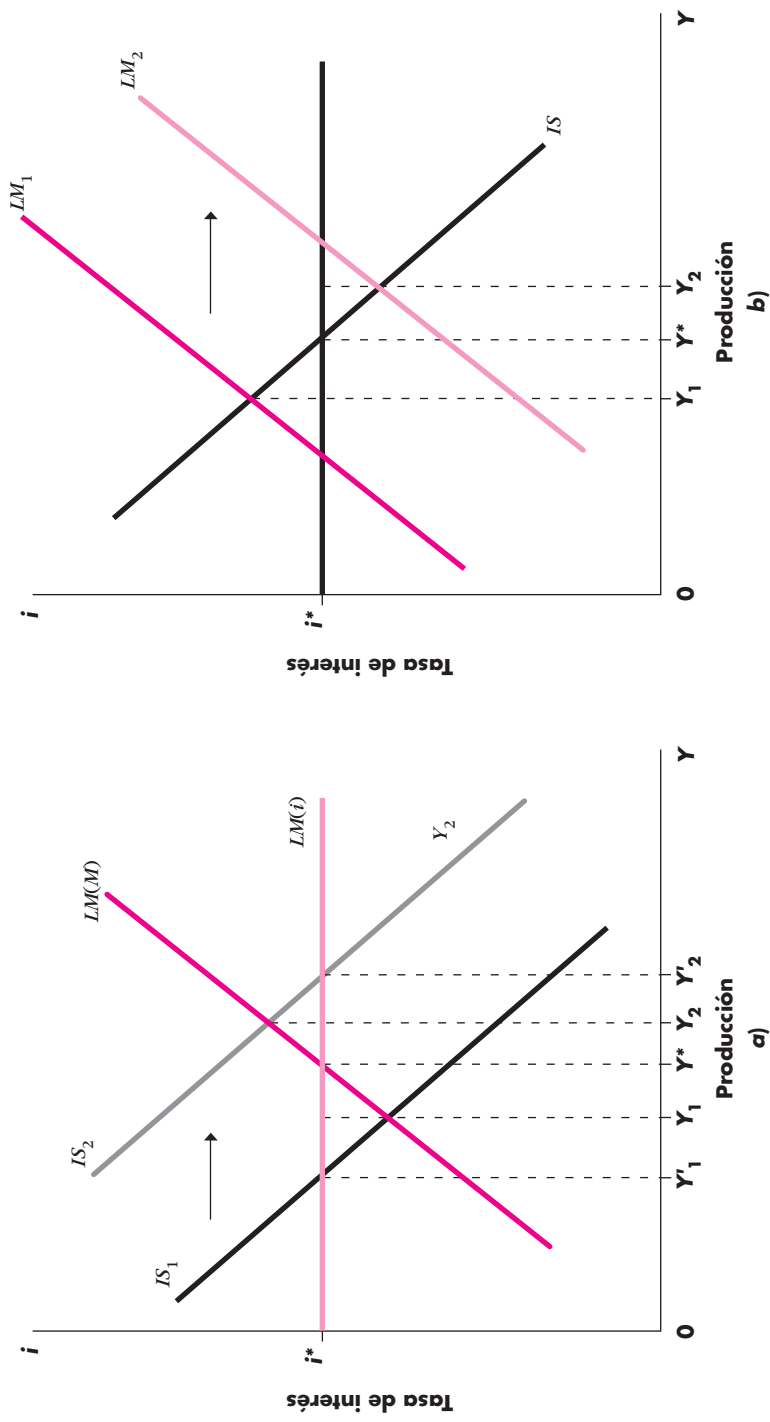 i
Tasa de interés
i*
IS₁
IS₂
LM(M)
LM(i)
Y₂
0
Y′₁
Y₁
Y*
Y₂
Y′₂
Y
Producción
a)
i
Tasa de interés
i*
LM₁
LM₂
IS
0
Y₁
Y*
Y₂
Y
Producción
b)